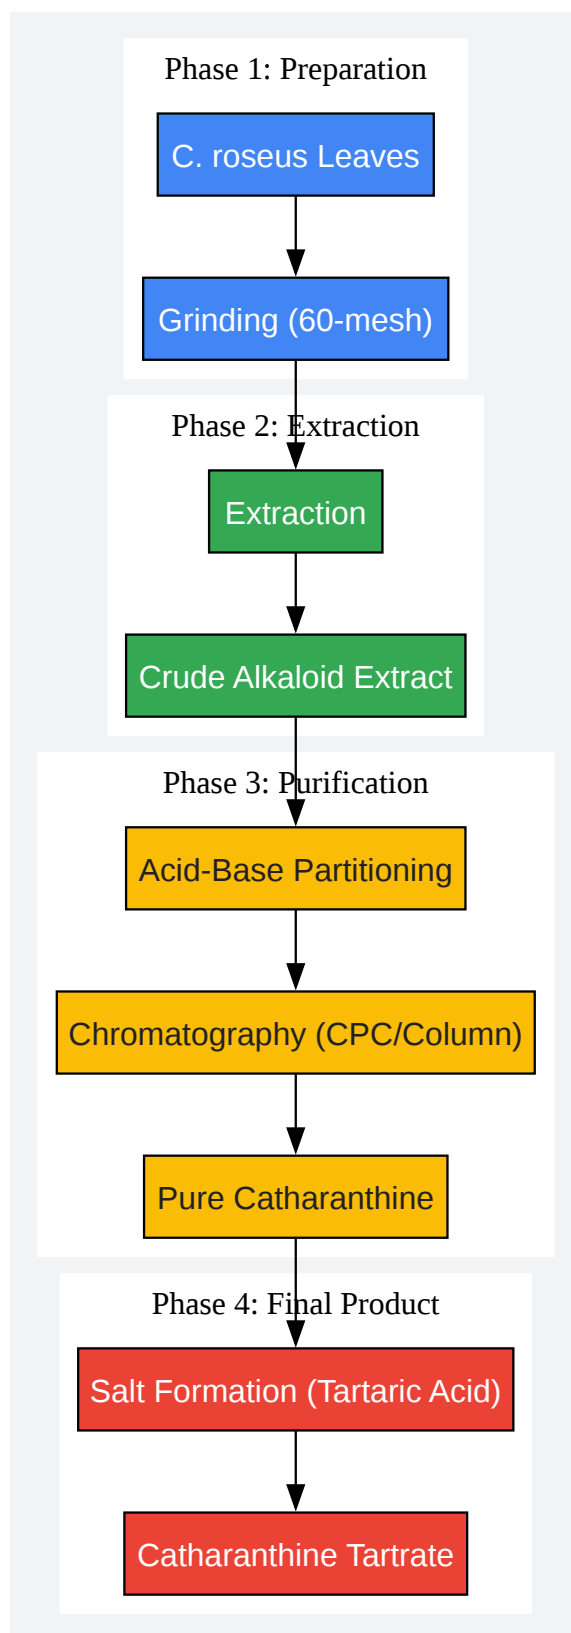 Phase 1: Preparation
C. roseus Leaves
Grinding (60-mesh)
Phase 2: Extraction
Extraction
Crude Alkaloid Extract
Phase 3: Purification
Acid-Base Partitioning
Chromatography (CPC/Column)
Pure Catharanthine
Phase 4: Final Product
Salt Formation (Tartaric Acid)
Catharanthine Tartrate